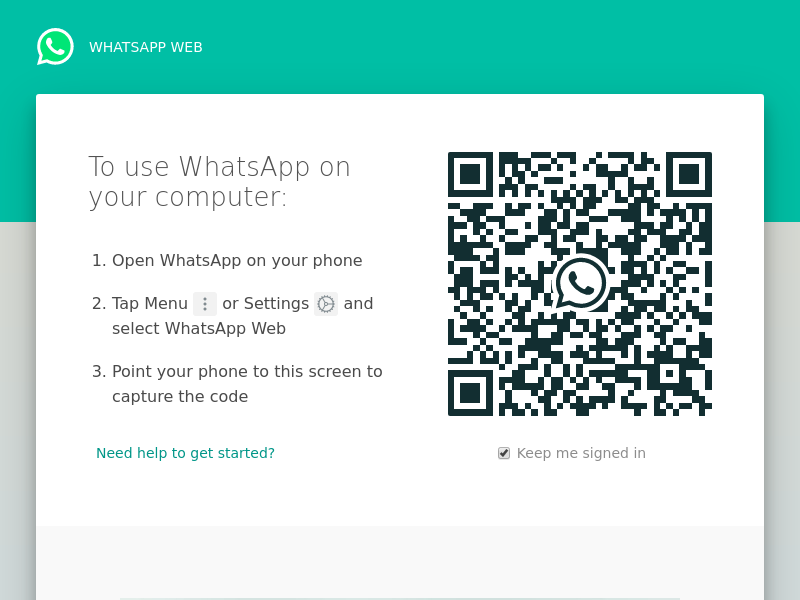 WHATSAPP WEB
To use WhatsApp on
your computer:
1. Open WhatsApp on your phone
2. Tap Menu or Settings and
select WhatsApp Web
3. Point your phone to this screen to
capture the code
Need help to get started?
Keep me signed in